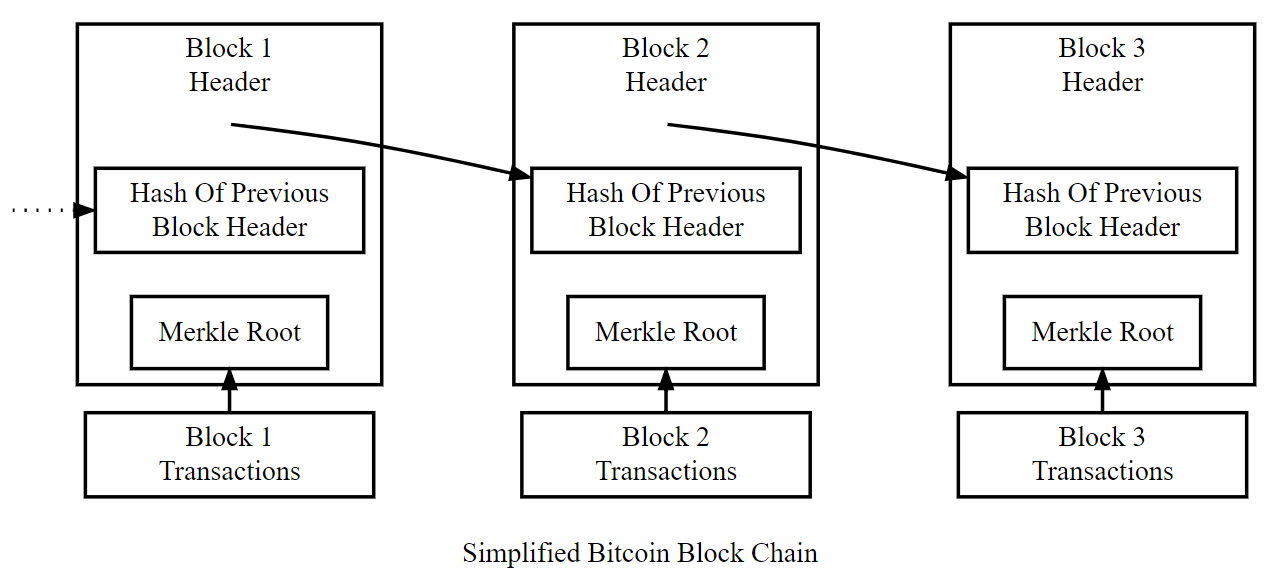 Block 1
Header
Hash Of Previous
Block Header
Merkle Root
Block 1
Transactions
Block 2
Header
Hash Of Previous
Block Header
Merkle Root
Block 2
Transactions
Block 3
Header
Hash Of Previous
Block Header
Merkle Root
Block 3
Transactions
Simplified Bitcoin Block Chain